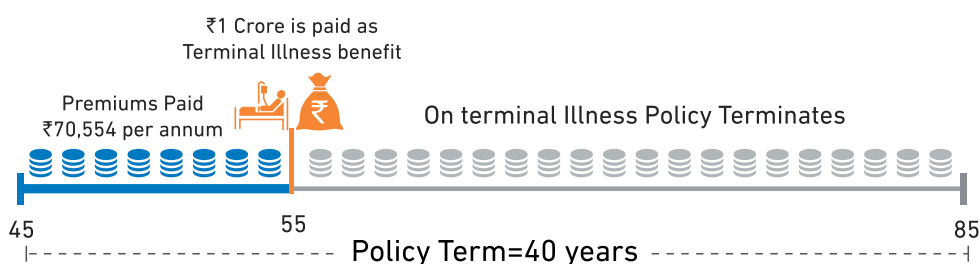 ₹1 Crore is paid as
Terminal Illness benefit
Premiums Paid
₹70,554 per annum
₹
On terminal Illness Policy Terminates
45
55
85
Policy Term=40 years